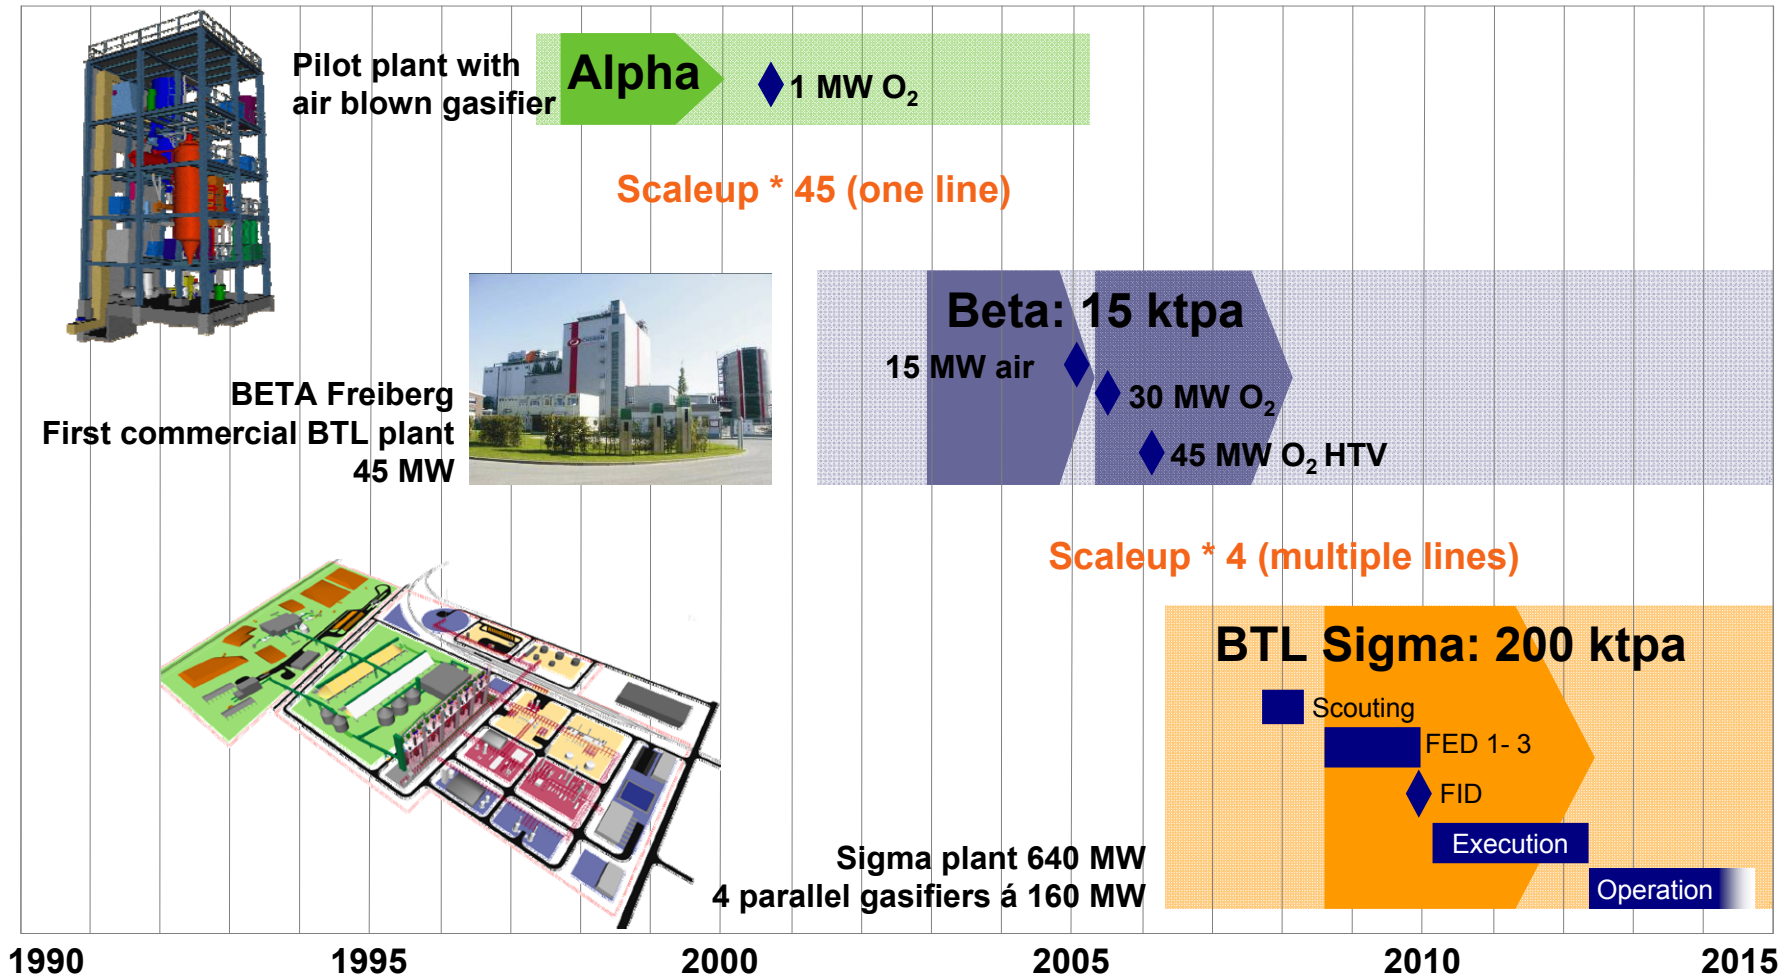 Pilot plant with
air blown gasifier
Alpha
1 MW O₂
Scaleup * 45 (one line)
Beta: 15 ktpa
15 MW air
30 MW O₂
45 MW O₂ HTV
BETA Freiberg
First commercial BTL plant
45 MW
Scaleup * 4 (multiple lines)
BTL Sigma: 200 ktpa
Scouting
FED 1- 3
FID
Execution
Operation
Sigma plant 640 MW
4 parallel gasifiers á 160 MW
1990 1995 2000 2005 2010 2015